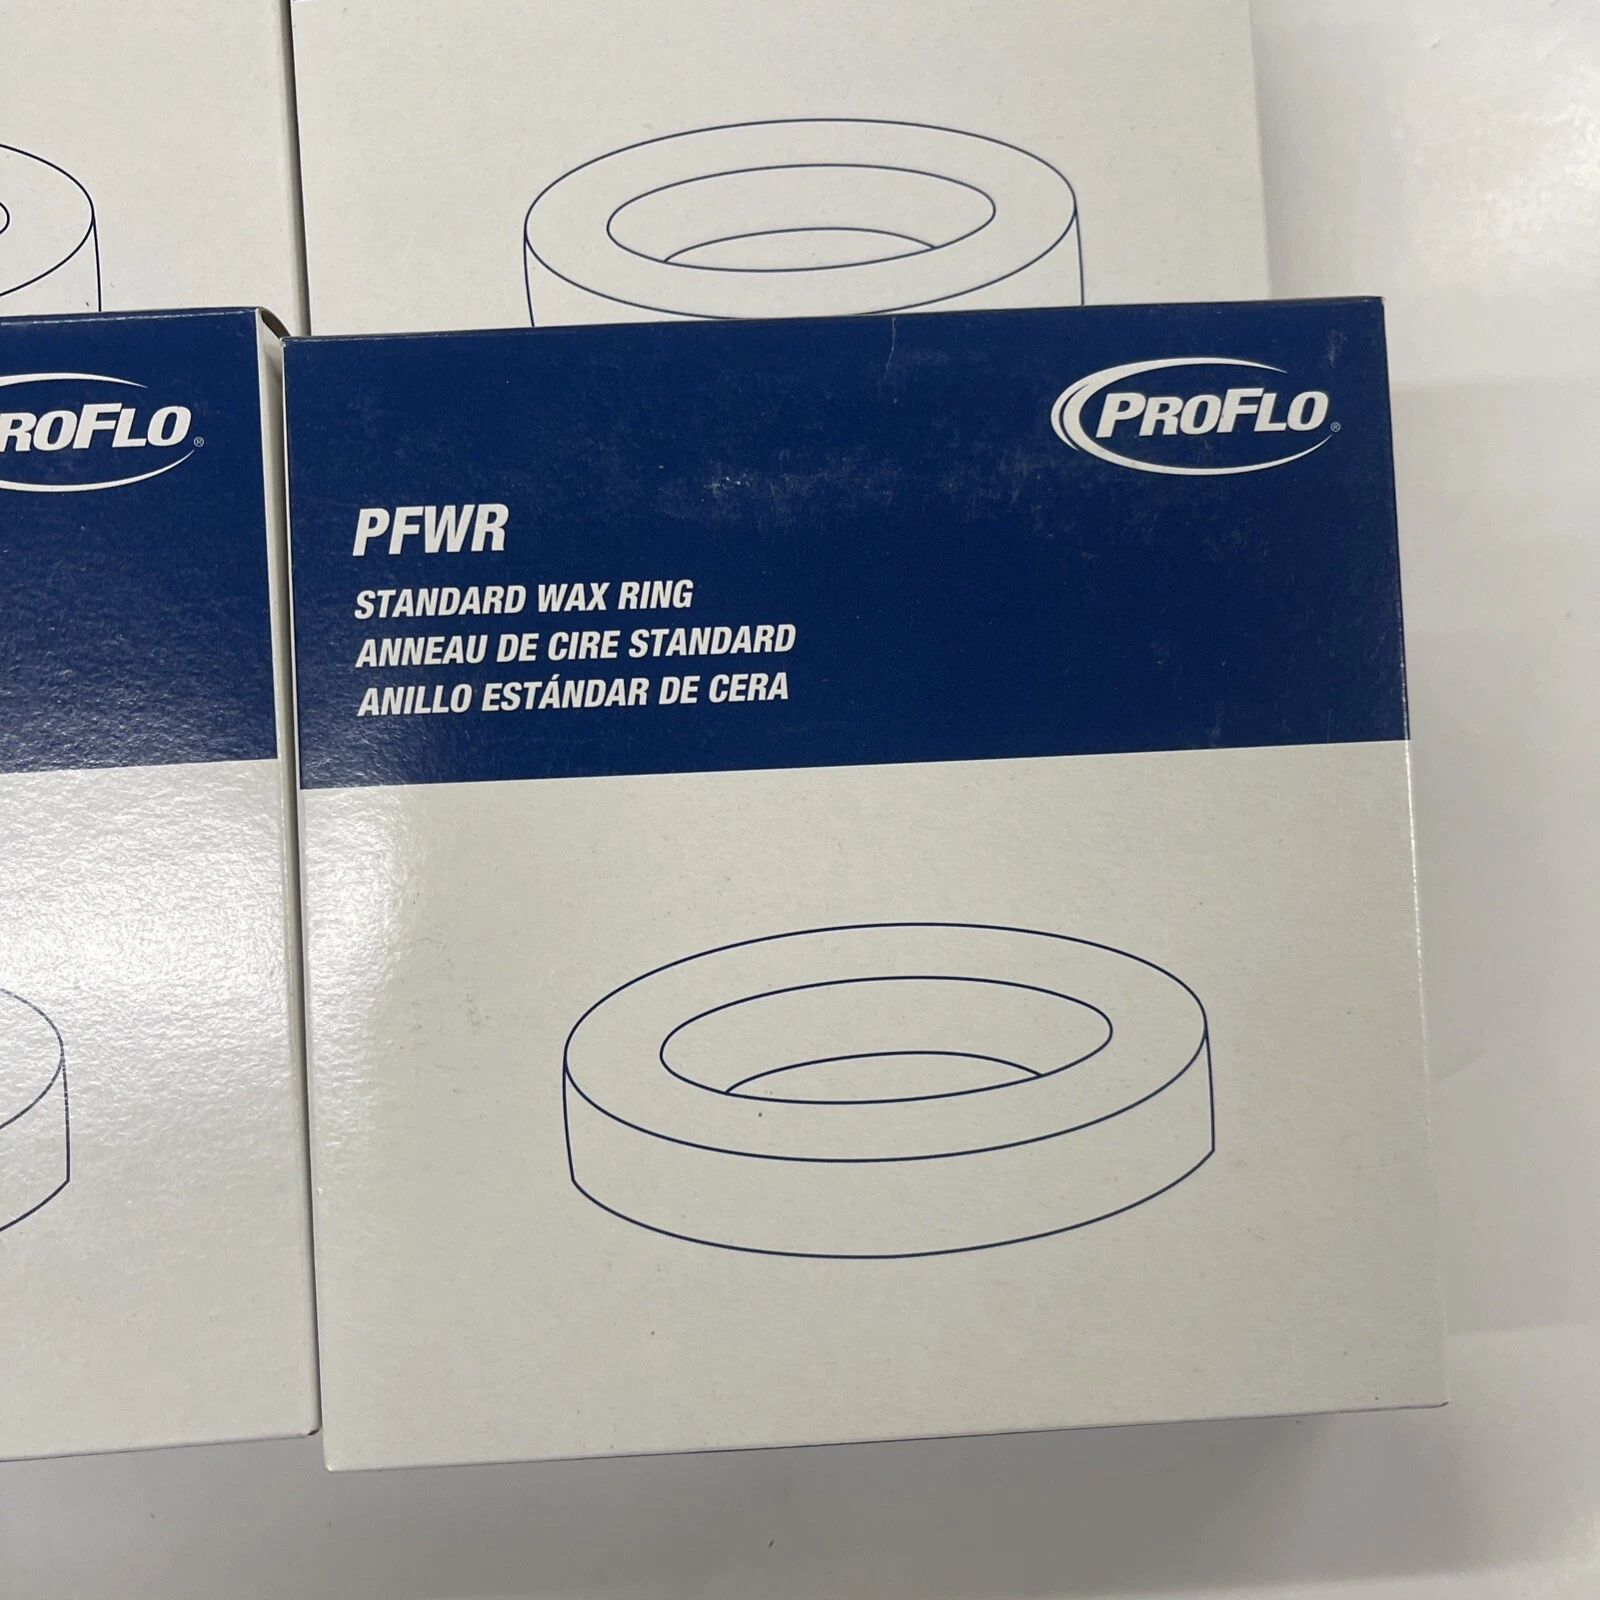 ROFLO®
PROFLO®
PFWR
STANDARD WAX RING
ANNEAU DE CIRE STANDARD
ANILLO ESTÁNDAR DE CERA